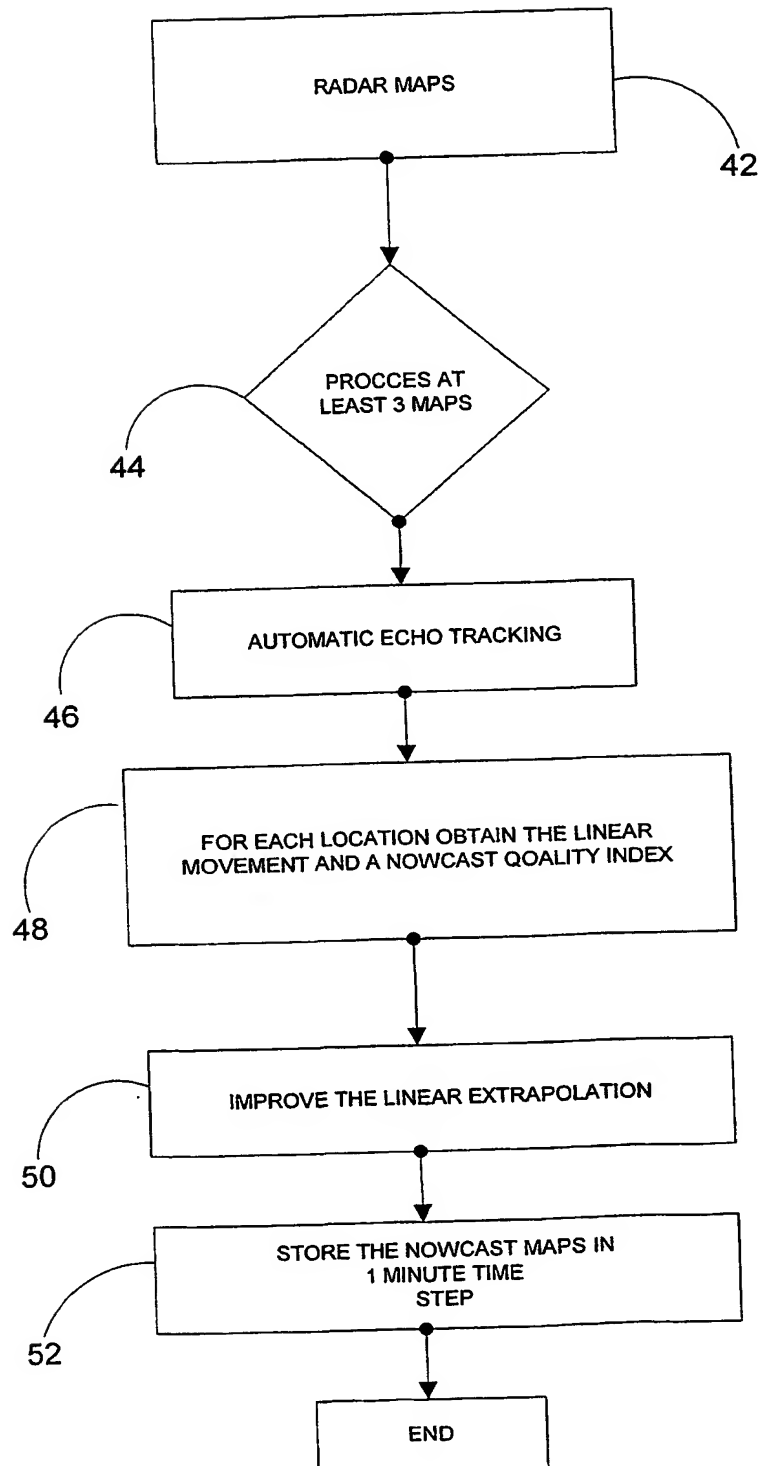 RADAR MAPS
42
PROCCES AT
LEAST 3 MAPS
44
AUTOMATIC ECHO TRACKING
46
FOR EACH LOCATION OBTAIN THE LINEAR
MOVEMENT AND A NOWCAST QOALITY INDEX
48
IMPROVE THE LINEAR EXTRAPOLATION
50
STORE THE NOWCAST MAPS IN
1 MINUTE TIME
STEP
52
END